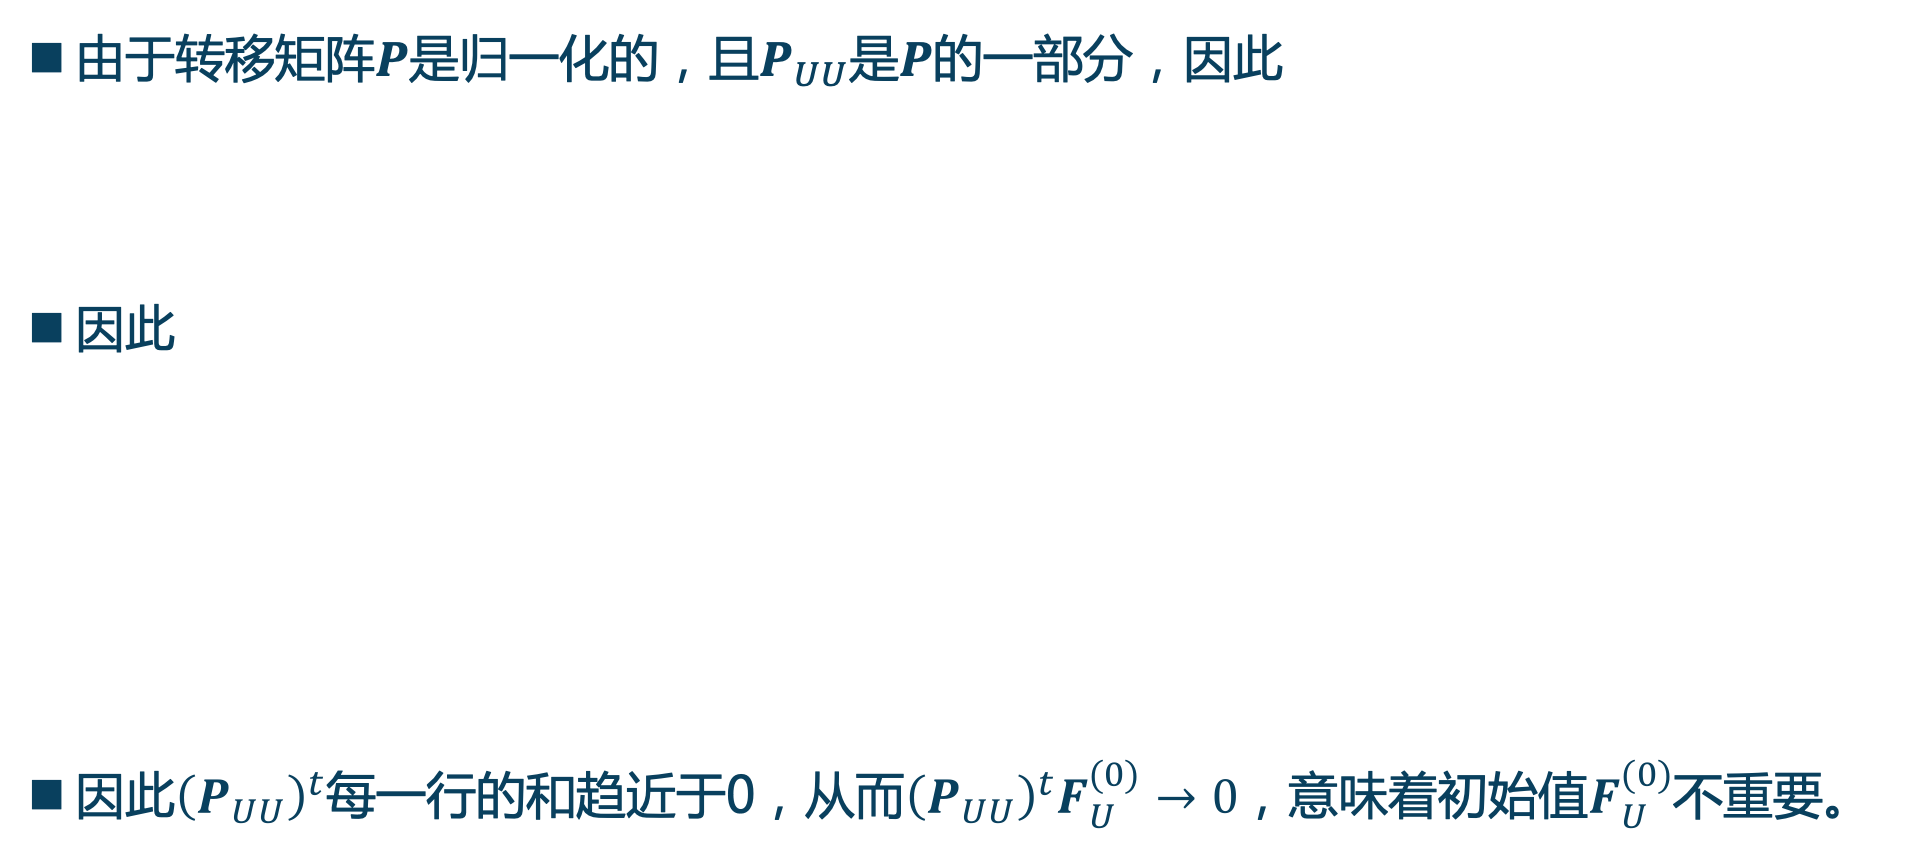 ■ 由于转移矩阵𝑷是归一化的，且𝑷_{𝑈𝑈}是𝑷的一部分，因此
■ 因此
■ 因此(𝑷_{𝑈𝑈})^𝑡每一行的和趋近于0，从而(𝑷_{𝑈𝑈})^𝑡𝑭_𝑈^{(0)} → 0，意味着初始值𝑭_𝑈^{(0)}不重要。